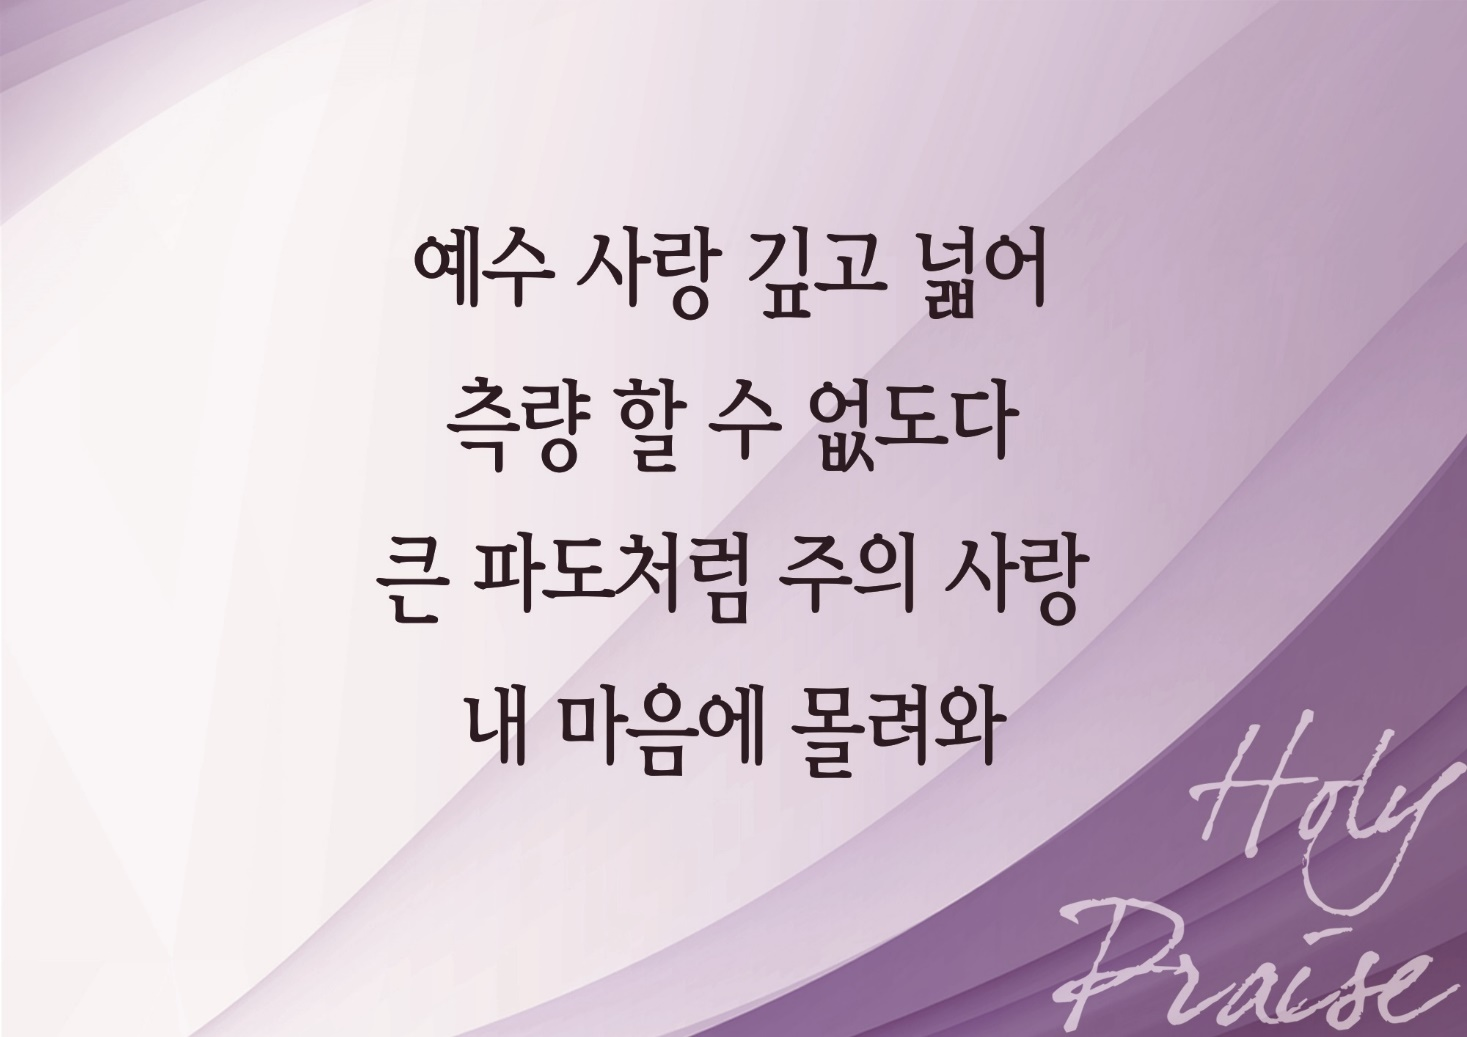 예수 사랑 깊고 넓어
측량 할 수 없도다
큰 파도처럼 주의 사랑
내 마음에 몰려와
Holy
Praise